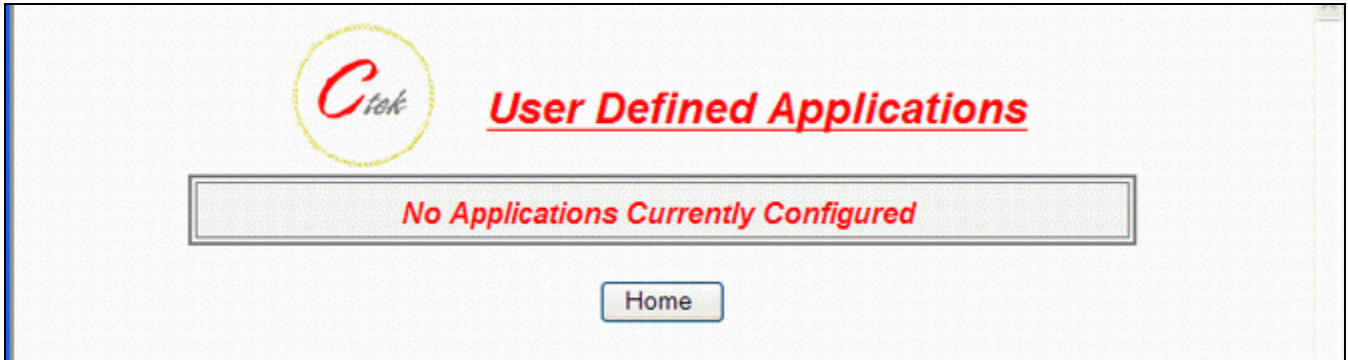 Ctek
User Defined Applications
No Applications Currently Configured
Home